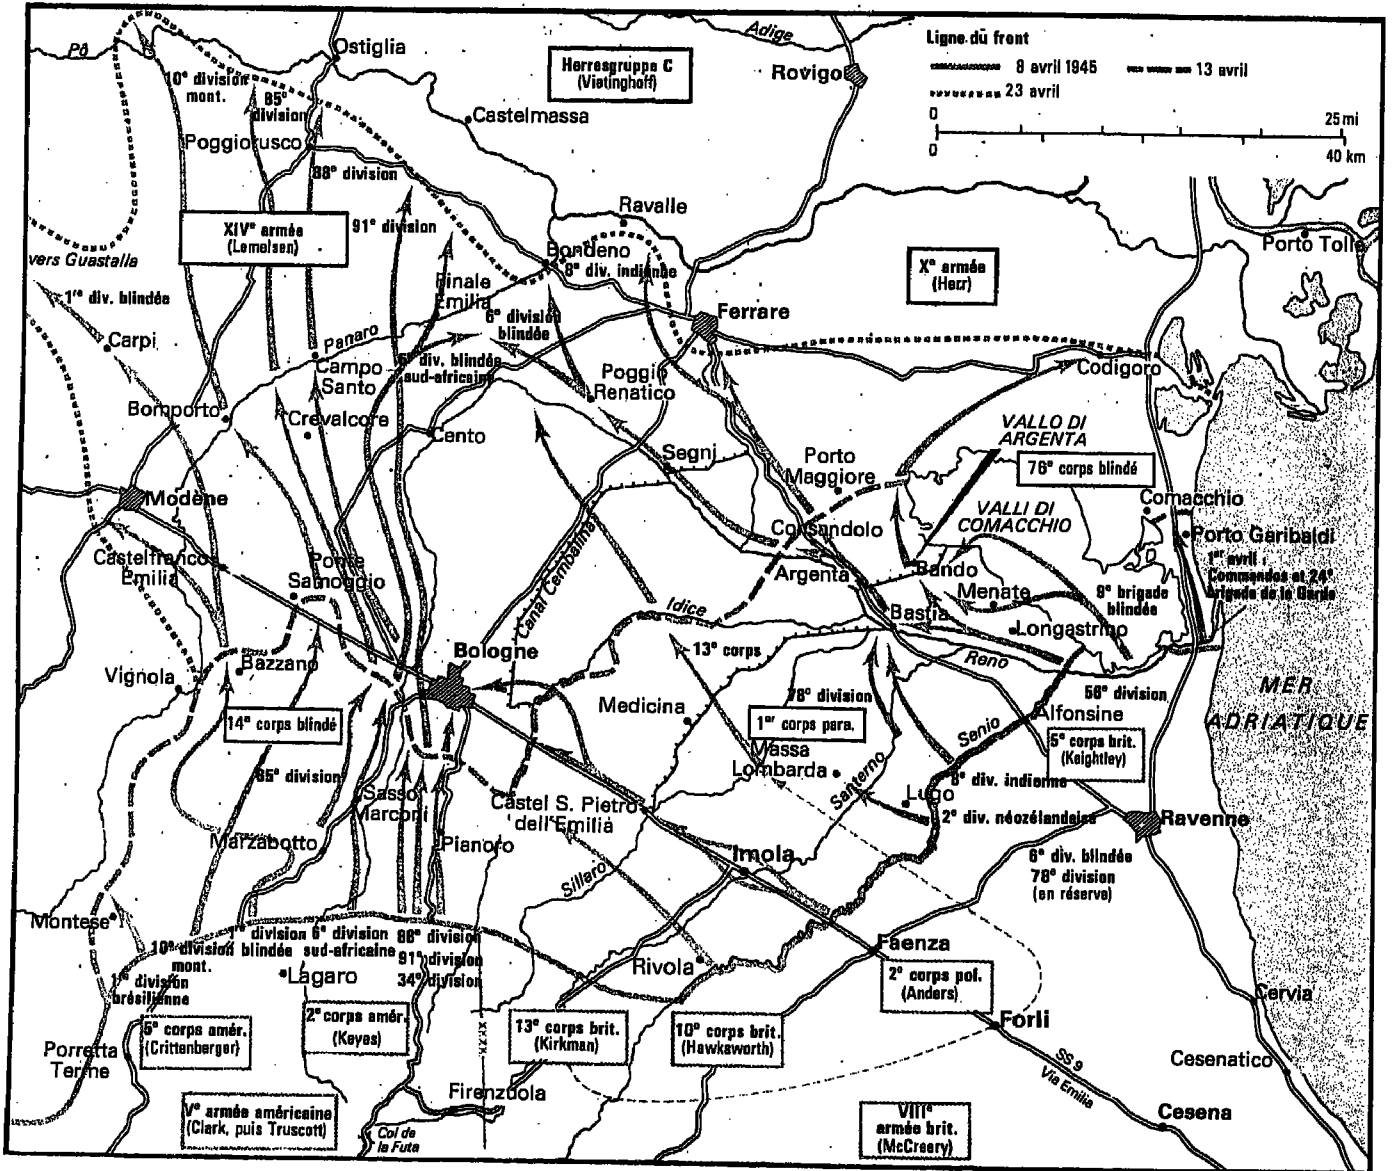 Pô
Ostiglia
Herresgruppe C
(Vietinghoff)
Adige
Rovigo
Ligne du front
8 avril 1945
13 avril
23 avril
0
25 mi
0
40 km
10e division
mont.
85e
division
Castelmassa
Poggiorusco
88e division
XIVe armée
(Lemelsen)
91e division
Ravalle
Bondeno
8e div. indienne
Xe armée
(Herr)
Porto Tolle
vers Guastalla
1re div. blindée
Finale
Emilia
6e division
blindée
Ferrare
Carpi
Panaro
6e div. blindée
sud-africaine
Campo
Santo
Poggio
Renatico
Codigoro
Bomporto
Crevalcore
Cento
Segni
Porto
Maggiore
VALLO DI
ARGENTA
76e corps blindé
Modène
Comacchio
VALLI DI
COMACCHIO
Consandolo
Porto Garibaldi
Castelfranco
Emilia
Ponte
Samoggio
Canal Cembalina
Argenta
Bando
1er avril :
Commandos et 24e
brigade de la Garde
Menate
9e brigade
blindée
Idice
Bastia
Longastrino
Bologne
13e corps
Reno
Bazzano
Vignola
MER
ADRIATIQUE
56e division
78e division
Medicina
1er corps para.
14e corps blindé
Alfonsine
Senio
5e corps brit.
(Keightley)
Massa
Lombarda
Santerno
8e div. indienne
85e division
Sasso
Marconi
Castel S. Pietro
dell'Emilia
Lugo
2e div. néozélandaise
Ravenne
Marzabotto
Pianoro
Imola
Sillaro
6e div. blindée
78e division
(en réserve)
Montese
10e division
mont.
division
blindée
6e division
sud-africaine
88e division
91e division
34e division
Faenza
Rivola
1re division
brésilienne
Lagaro
2e corps pol.
(Anders)
Cervia
5e corps amér.
(Crittenberger)
2e corps amér.
(Keyes)
13e corps brit.
(Kirkman)
10e corps brit.
(Hawksworth)
Forli
Porretta
Terme
SS 9
Via Emilia
Cesenatico
Firenzuola
Ve armée américaine
(Clark, puis Truscott)
Col de
la Futa
VIIIe
armée brit.
(McCreery)
Cesena